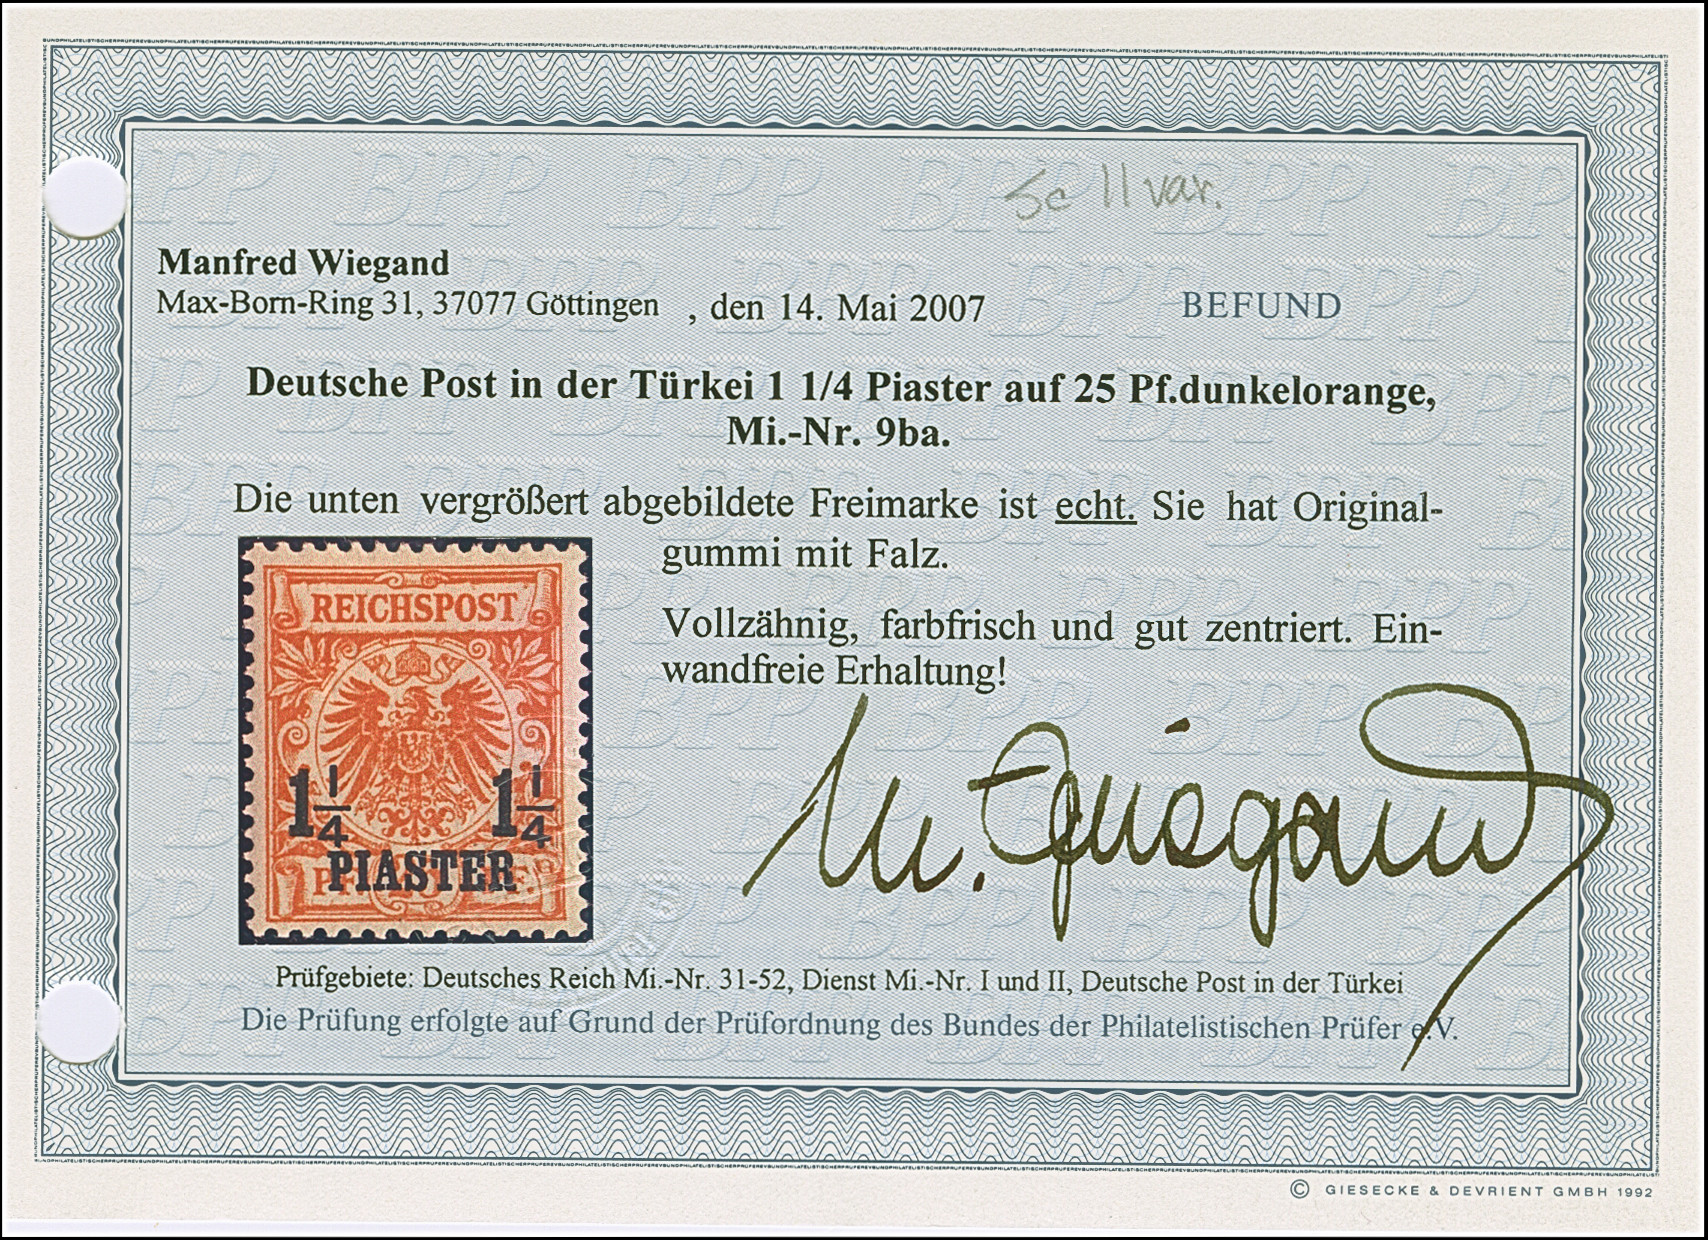 Sc 11 var.
Manfred Wiegand
Max-Born-Ring 31, 37077 Göttingen , den 14. Mai 2007 BEFUND
Deutsche Post in der Türkei 1 1/4 Piaster auf 25 Pf.dunkelorange,
Mi.-Nr. 9ba.
Die unten vergrößert abgebildete Freimarke ist echt. Sie hat Original-
gummi mit Falz.
Vollzähnig, farbfrisch und gut zentriert. Ein-
wandfreie Erhaltung!
REICHSPOST
1 1/4 1 1/4
PIASTER
M. Wiegand
Prüfgebiete: Deutsches Reich Mi.-Nr. 31-52, Dienst Mi.-Nr. I und II, Deutsche Post in der Türkei
Die Prüfung erfolgte auf Grund der Prüfordnung des Bundes der Philatelistischen Prüfer e.V.
© GIESECKE & DEVRIENT GMBH 1992